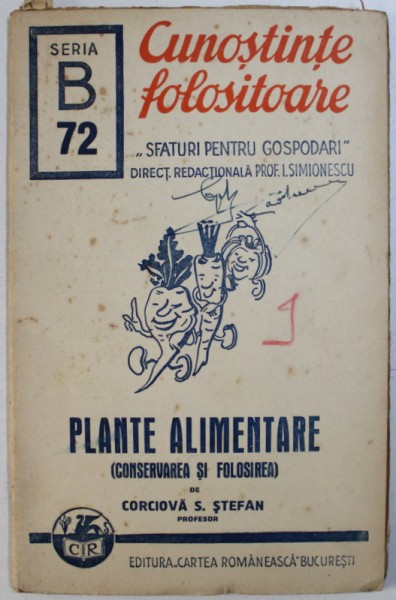 SERIA
B
72
Cunoştinţe
folositoare
„SFATURI PENTRU GOSPODARI"
DIRECT. REDACŢIONALĂ PROF. I. SIMIONESCU
1
PLANTE ALIMENTARE
(CONSERVAREA ŞI FOLOSIREA)
DE
CORCIOVĂ S. ŞTEFAN
PROFESOR
CR
EDITURA „CARTEA ROMÂNEASCĂ" BUCUREŞTI